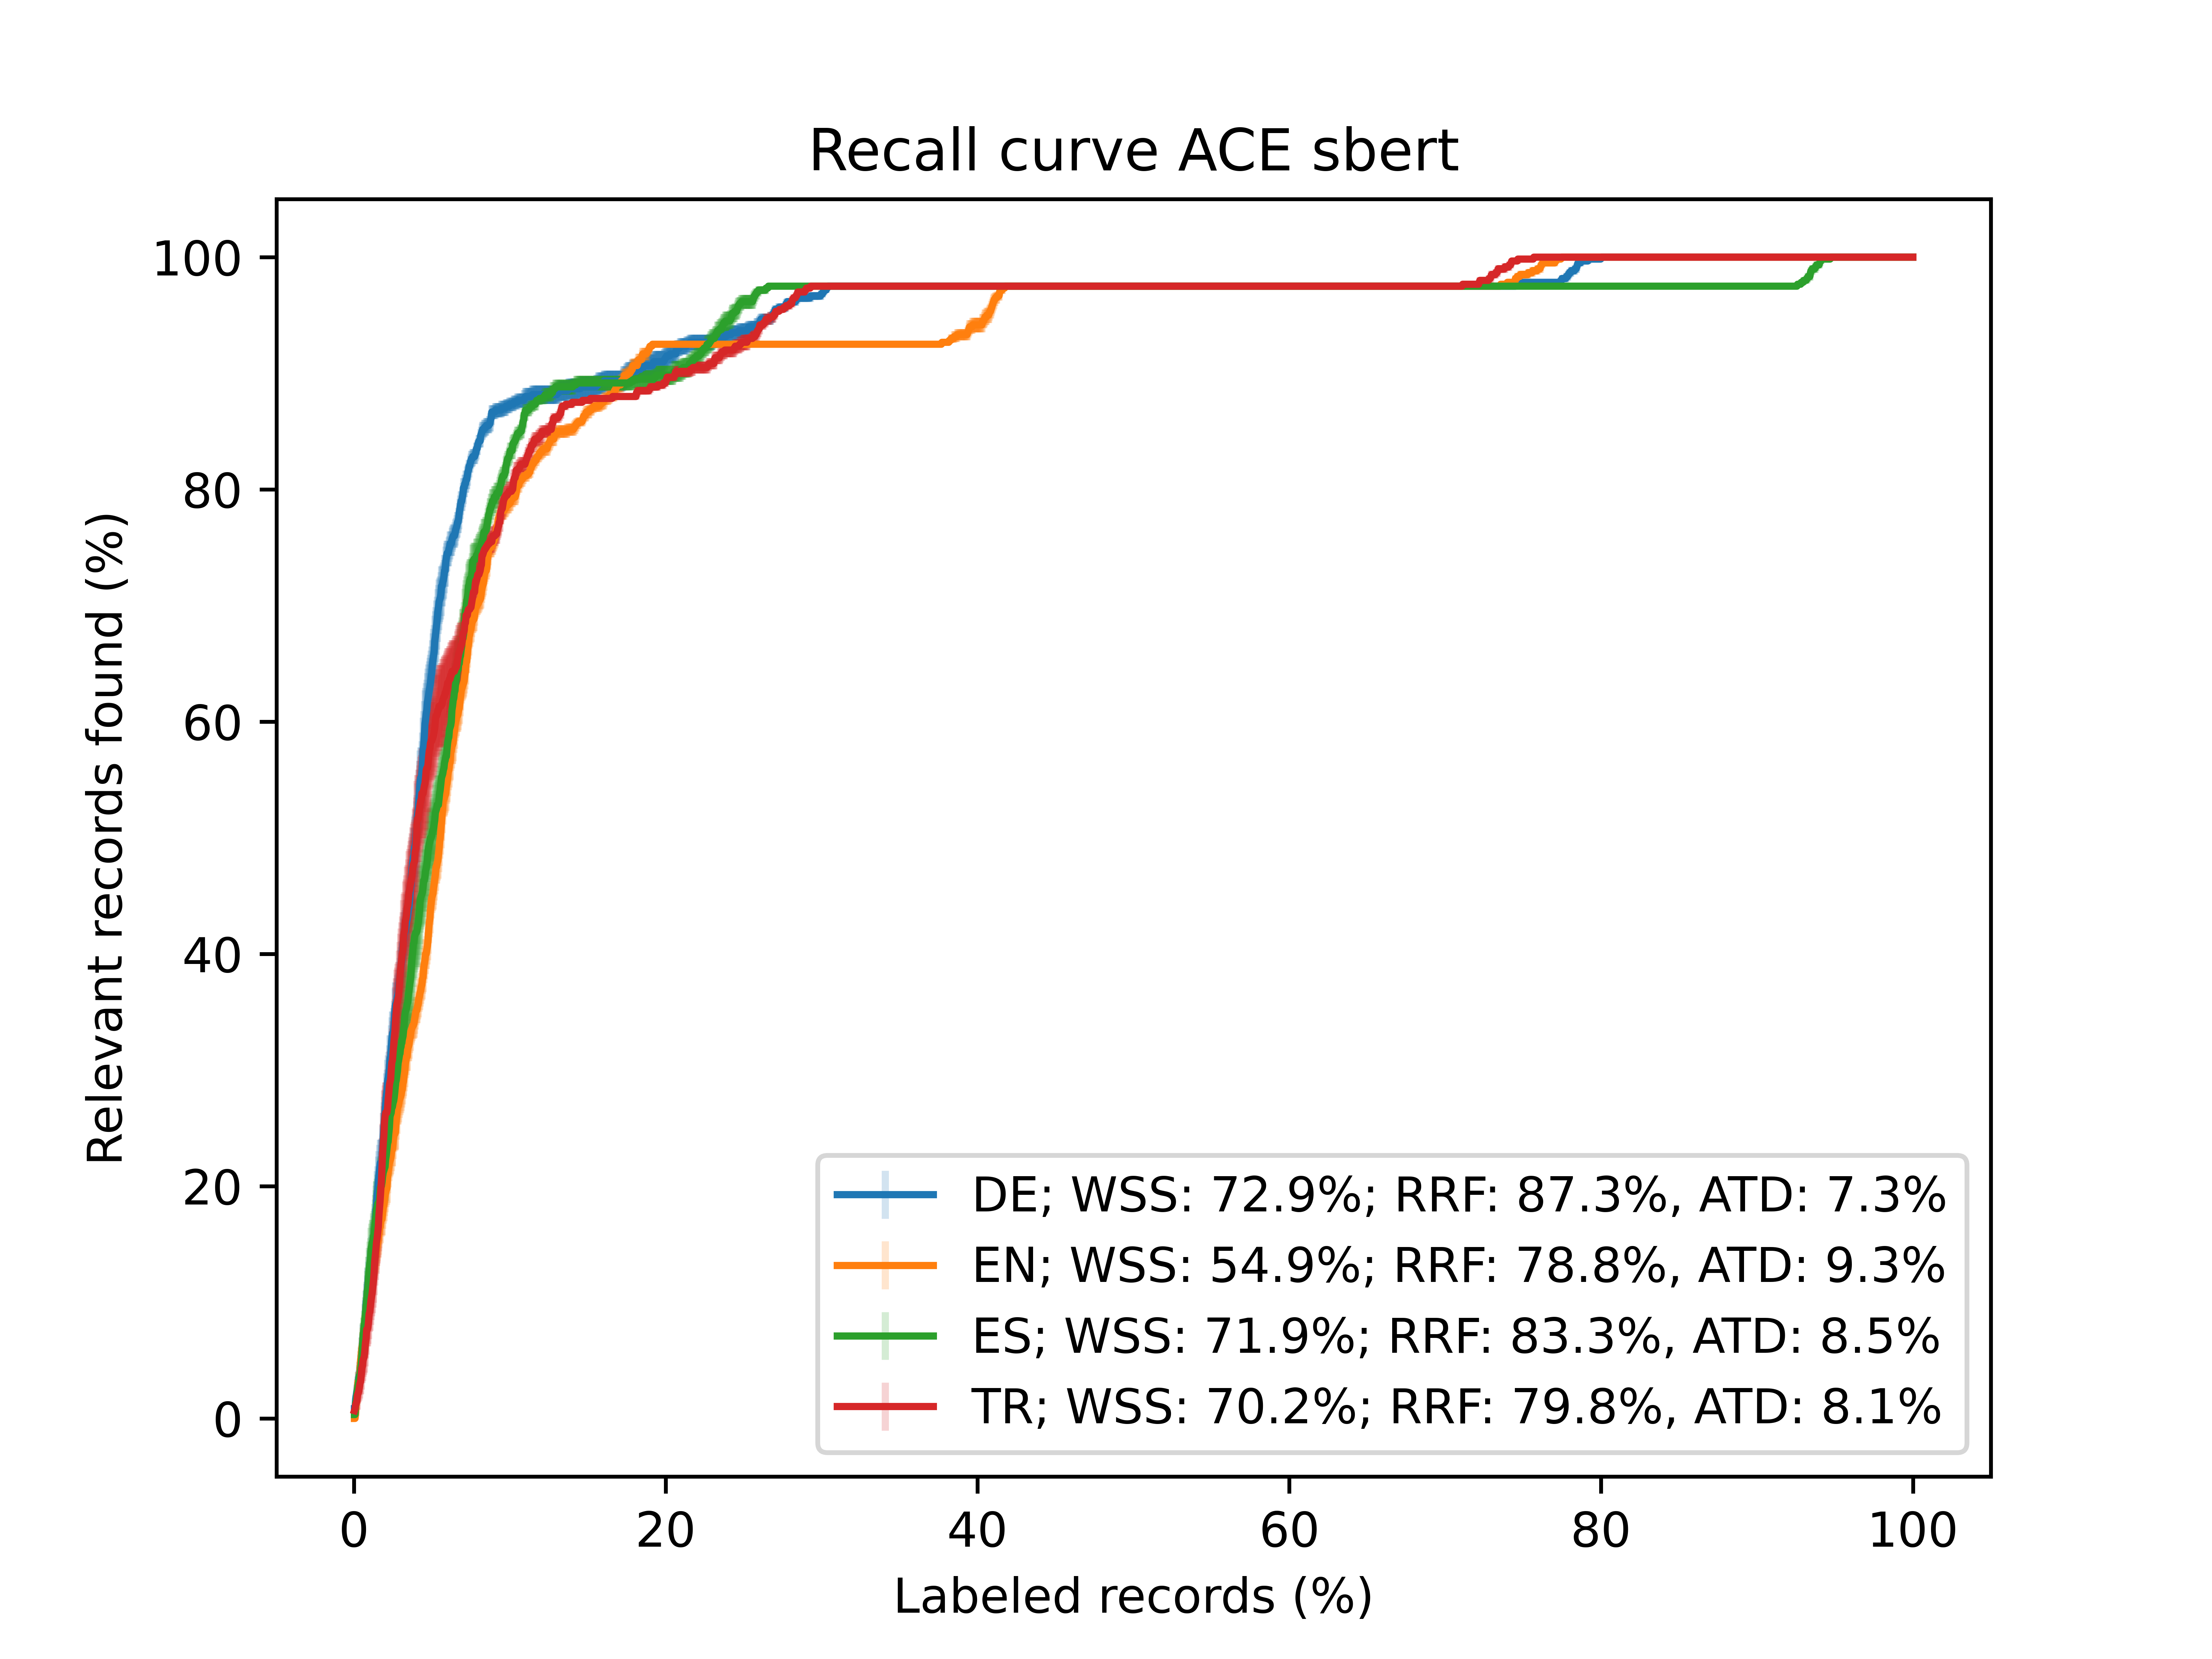 Recall curve ACE sbert
Relevant records found (%)
100
80
60
40
20
0
DE; WSS: 72.9%; RRF: 87.3%, ATD: 7.3%
EN; WSS: 54.9%; RRF: 78.8%, ATD: 9.3%
ES; WSS: 71.9%; RRF: 83.3%, ATD: 8.5%
TR; WSS: 70.2%; RRF: 79.8%, ATD: 8.1%
0 20 40 60 80 100
Labeled records (%)